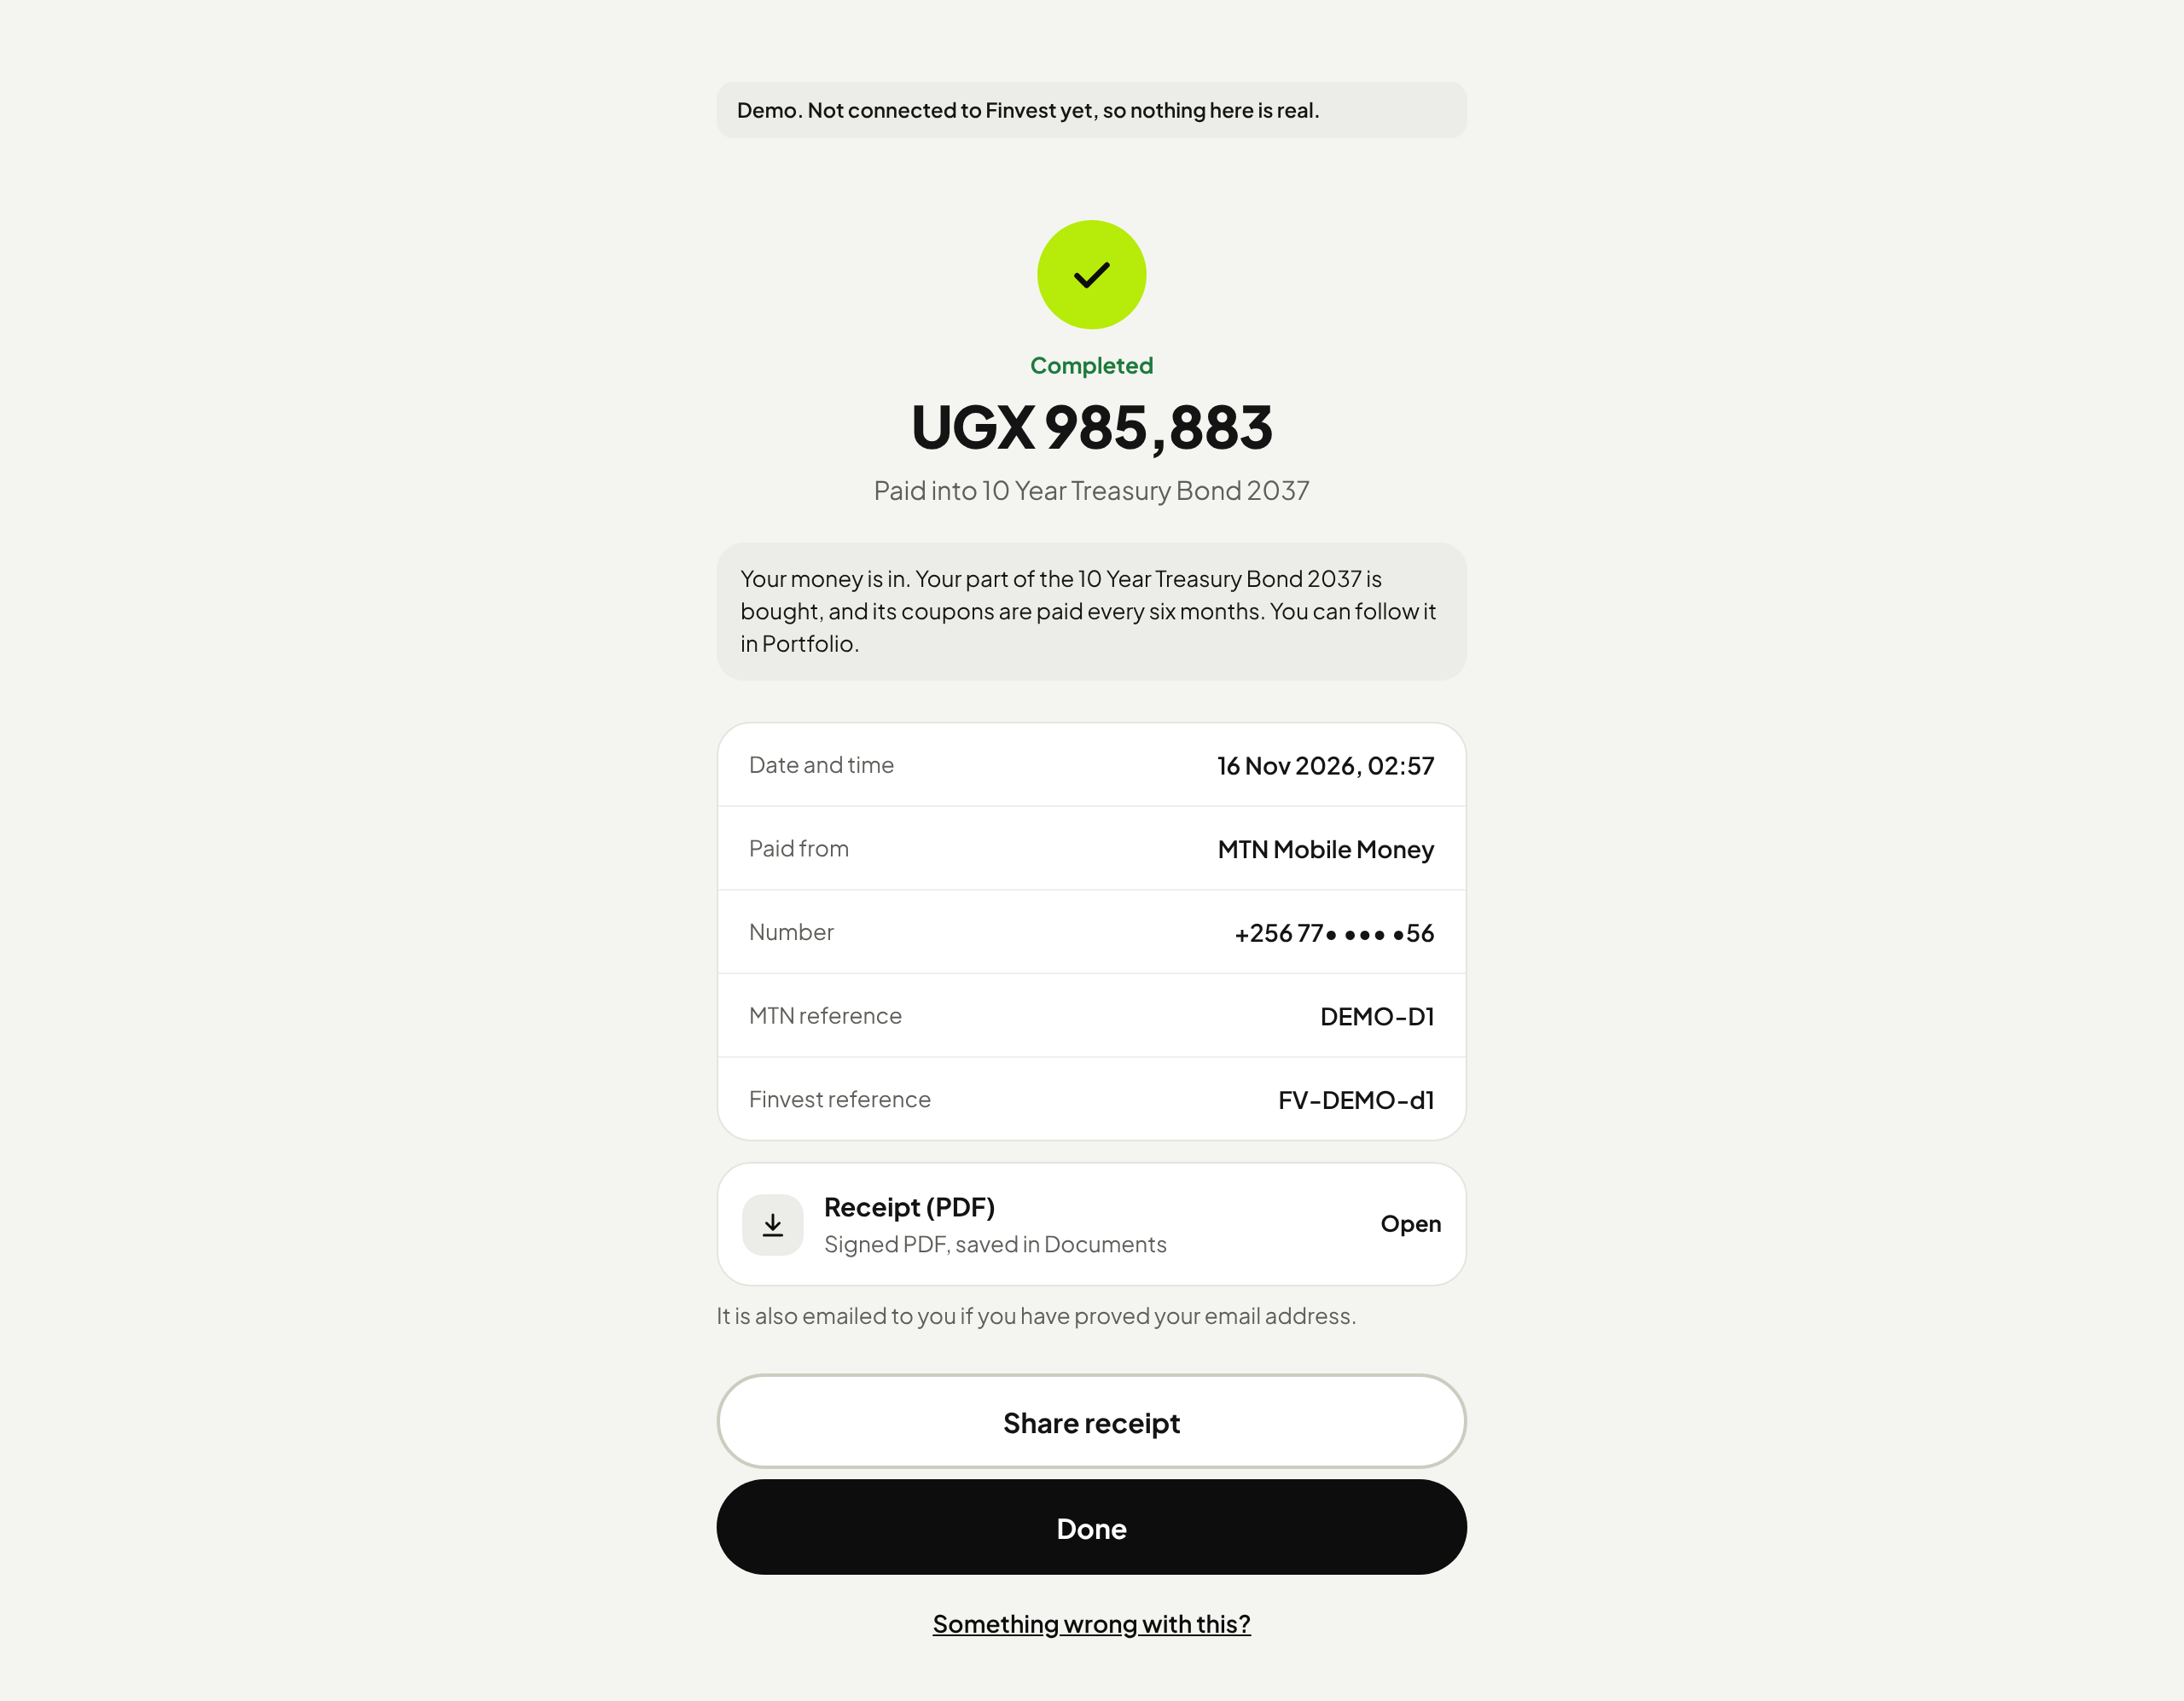 Demo. Not connected to Finvest yet, so nothing here is real.
Completed
UGX 985,883
Paid into 10 Year Treasury Bond 2037
Your money is in. Your part of the 10 Year Treasury Bond 2037 is
bought, and its coupons are paid every six months. You can follow it
in Portfolio.
Date and time 16 Nov 2026, 02:57
Paid from MTN Mobile Money
Number +256 77• •••• •56
MTN reference DEMO-D1
Finvest reference FV-DEMO-d1
Receipt (PDF)
Signed PDF, saved in Documents
Open
It is also emailed to you if you have proved your email address.
Share receipt
Done
Something wrong with this?